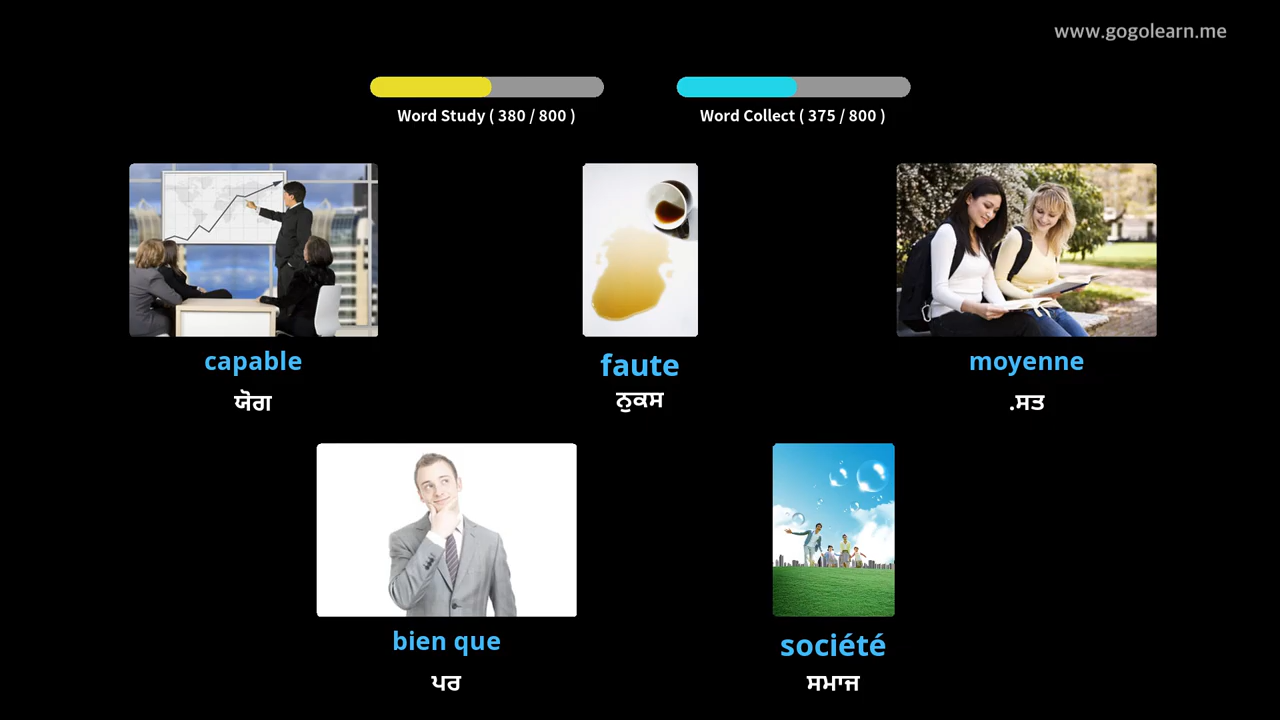 www.gogolearn.me
Word Study ( 380 / 800 )
Word Collect ( 375 / 800 )
capable
ਯੋਗ
faute
ਨੁਕਸ
moyenne
.ਸਤ
bien que
ਪਰ
société
ਸਮਾਜ